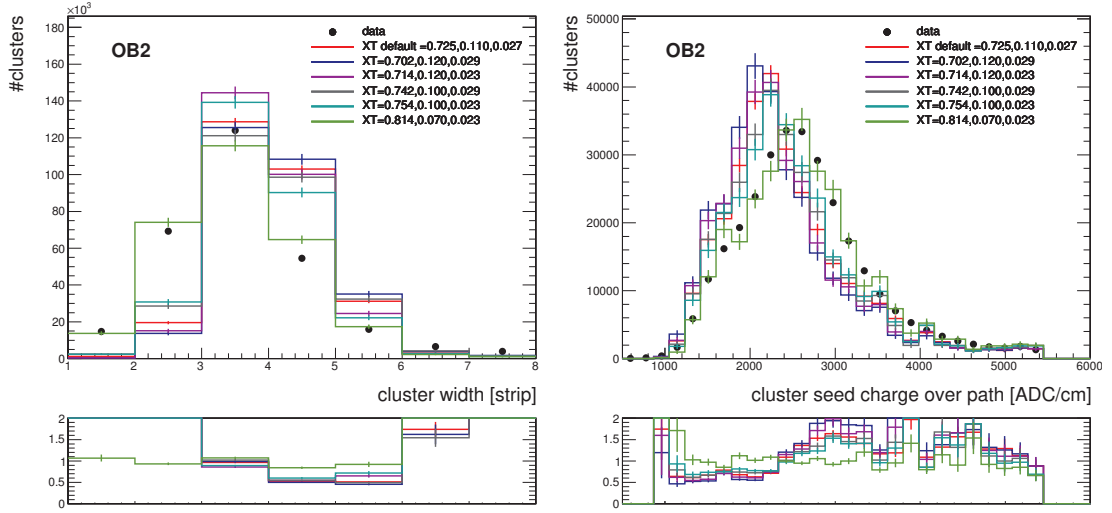 ×10³
180
160
140
120
100
80
60
40
20
0
#clusters
OB2
data
XT default =0.725,0.110,0.027
XT=0.702,0.120,0.029
XT=0.714,0.120,0.023
XT=0.742,0.100,0.029
XT=0.754,0.100,0.023
XT=0.814,0.070,0.023
1 2 3 4 5 6 7 8
cluster width [strip]
2
1.5
1
0.5
0
50000
40000
30000
20000
10000
0
#clusters
OB2
data
XT default =0.725,0.110,0.027
XT=0.702,0.120,0.029
XT=0.714,0.120,0.023
XT=0.742,0.100,0.029
XT=0.754,0.100,0.023
XT=0.814,0.070,0.023
1000 2000 3000 4000 5000 6000
cluster seed charge over path [ADC/cm]
2
1.5
1
0.5
0